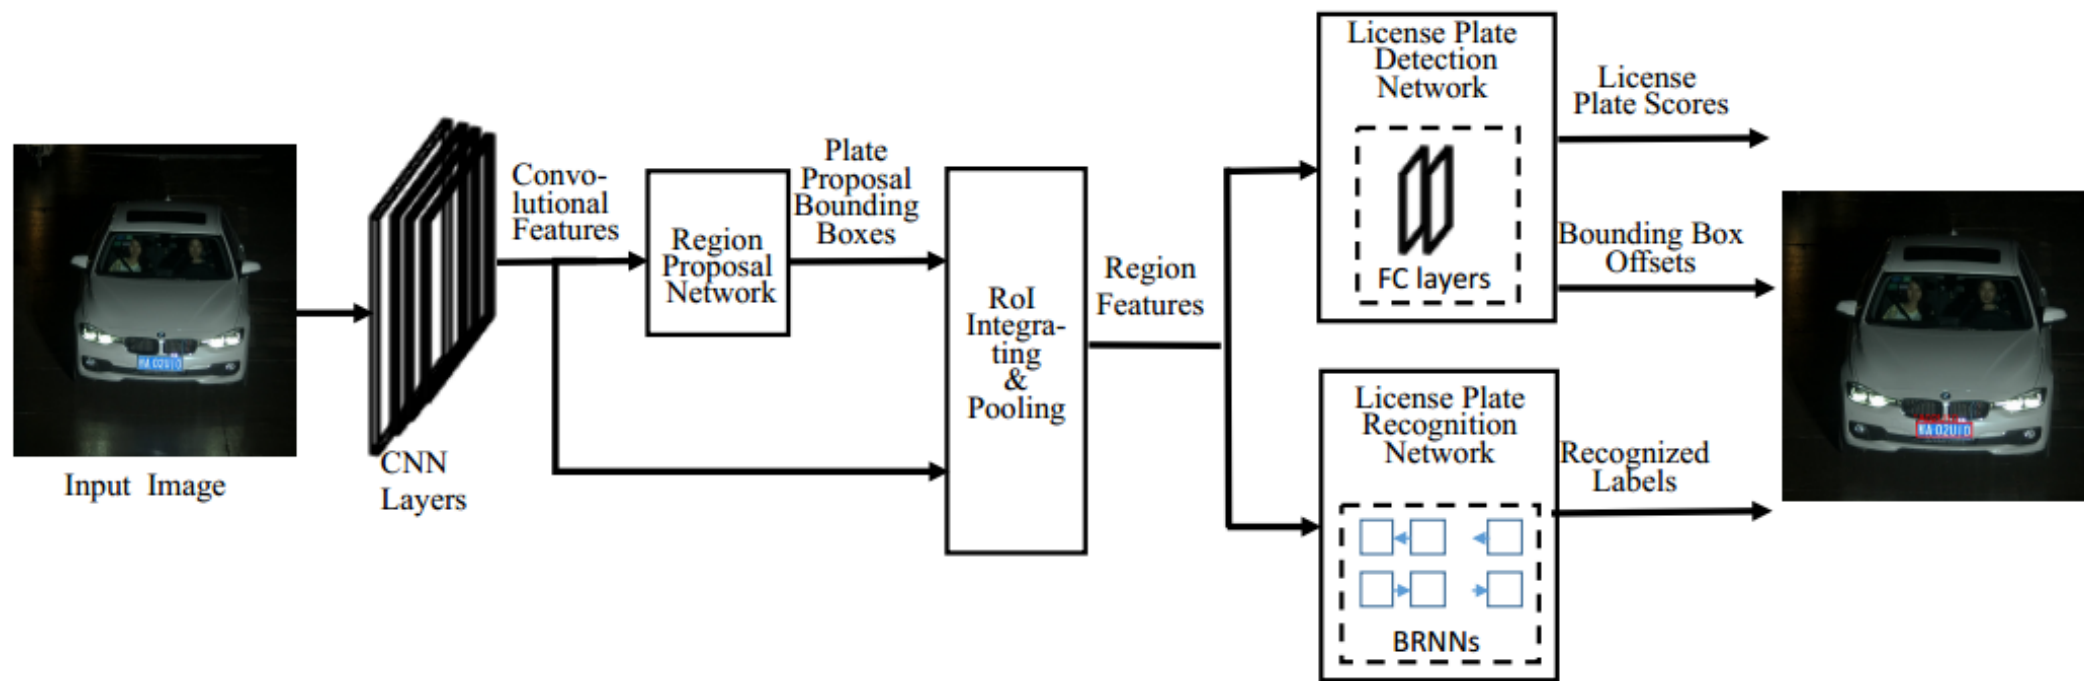 Input Image
CNN
Layers
Convo-
lutional
Features
Region
Proposal
Network
Plate
Proposal
Bounding
Boxes
RoI
Integra-
ting
&
Pooling
Region
Features
License Plate
Detection
Network
FC layers
License
Plate Scores
Bounding Box
Offsets
License Plate
Recognition
Network
BRNNs
Recognized
Labels
A 02U10